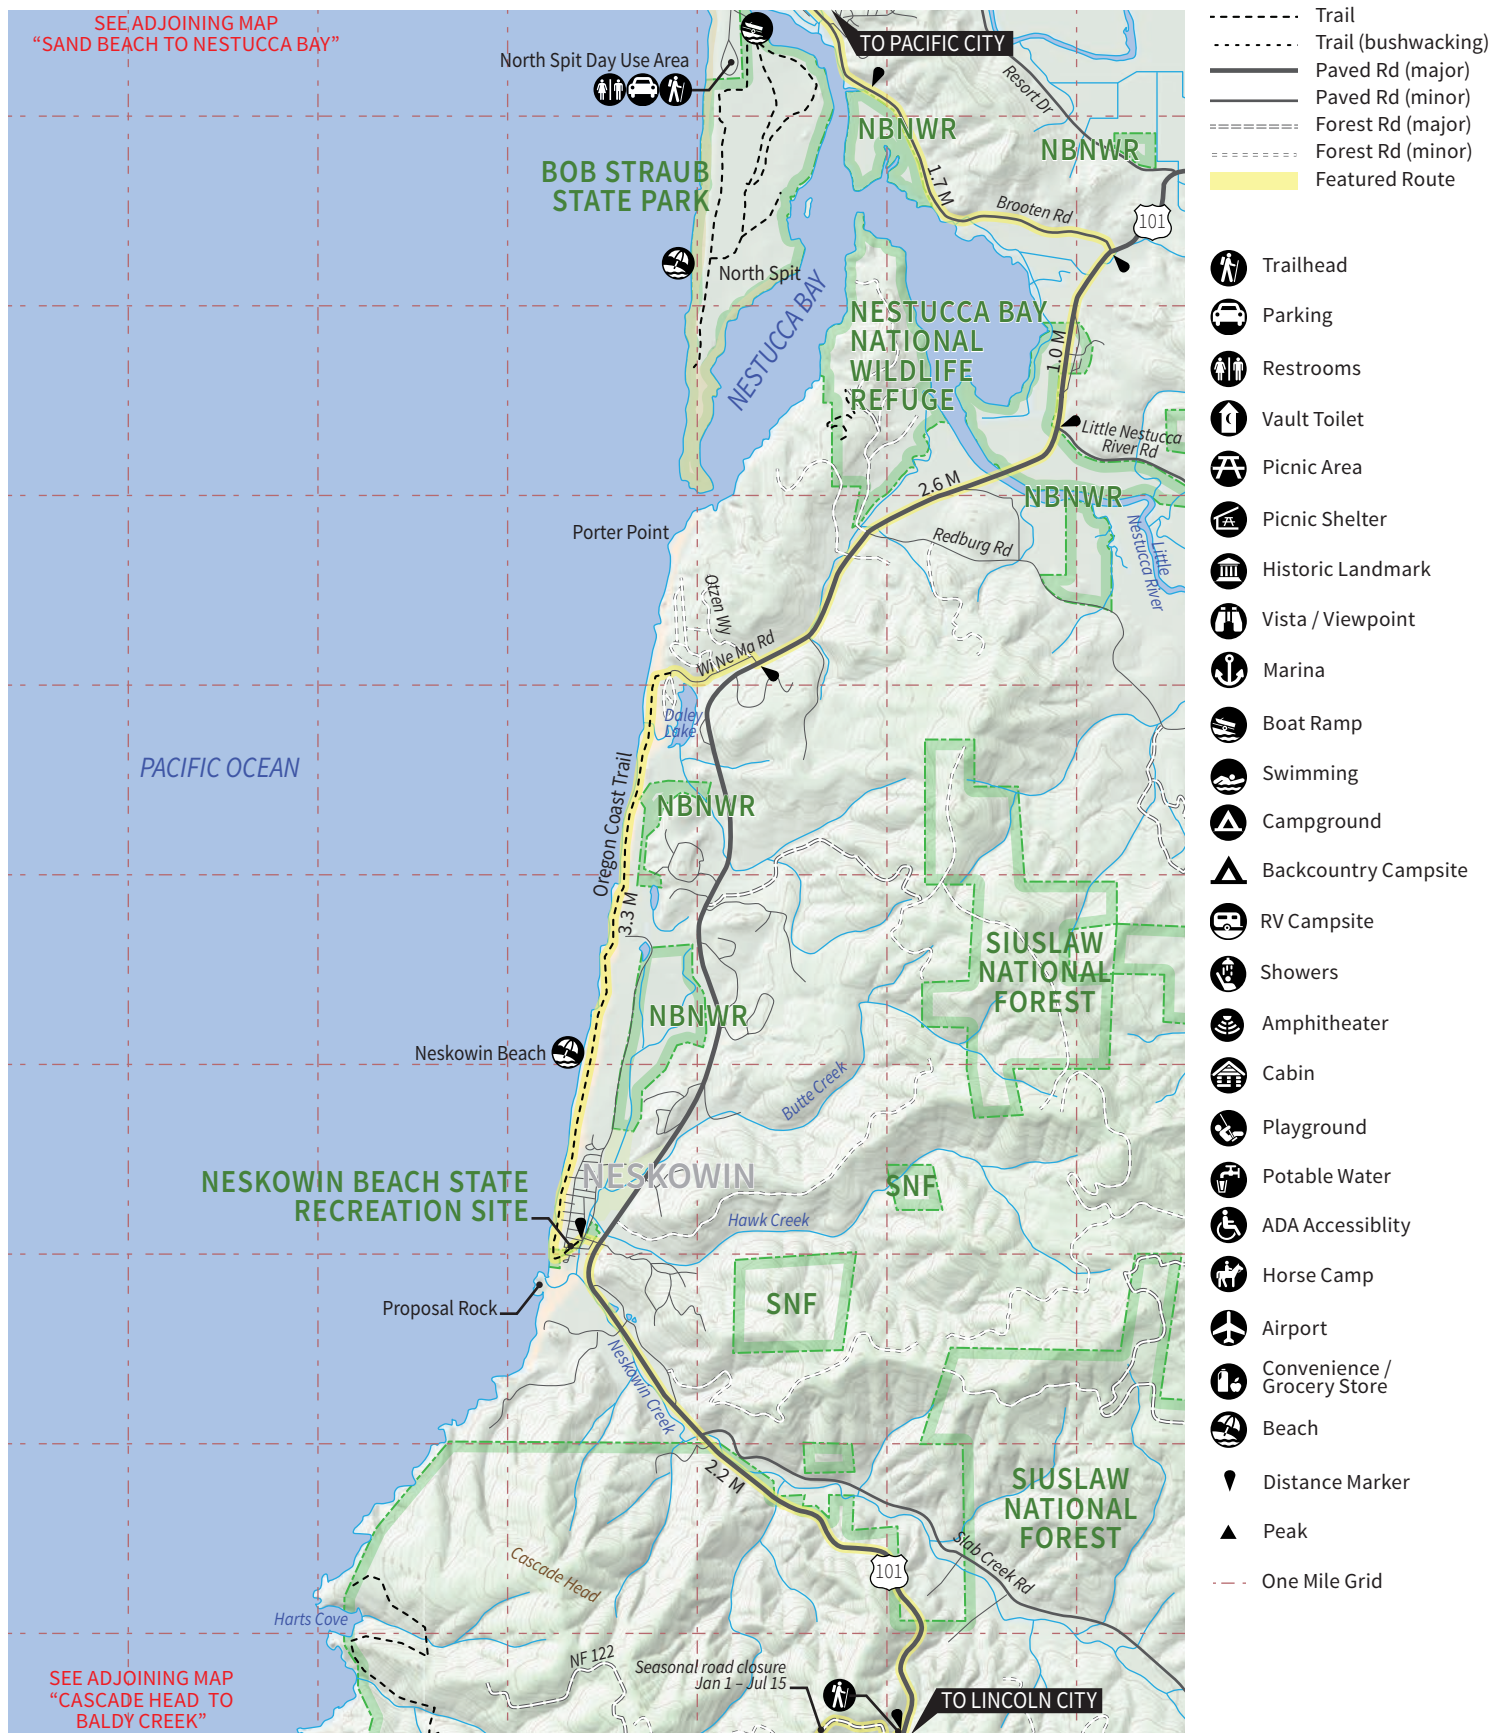 SEE ADJOINING MAP
“SAND BEACH TO NESTUCCA BAY”
TO PACIFIC CITY
North Spit Day Use Area
Resort Dr
NBNWR
NBNWR
BOB STRAUB
STATE PARK
1.7 M
Brooten Rd
101
North Spit
NESTUCCA BAY
NESTUCCA BAY
NATIONAL
WILDLIFE
REFUGE
1.0 M
Little Nestucca
River Rd
2.6 M
NBNWR
Porter Point
Redburg Rd
Little
Nestucca River
Otzen Wy
Wi Ne Ma Rd
Daley
Lake
PACIFIC OCEAN
Oregon Coast Trail
NBNWR
3.3 M
SIUSLAW
NATIONAL
FOREST
NBNWR
Neskowin Beach
Butte Creek
NESKOWIN BEACH STATE
RECREATION SITE
NESKOWIN
SNF
Hawk Creek
Proposal Rock
SNF
Neskowin Creek
2.2 M
SIUSLAW
NATIONAL
FOREST
Cascade Head
101
Slab Creek Rd
Harts Cove
NF 122
Seasonal road closure
Jan 1 – Jul 15
SEE ADJOINING MAP
“CASCADE HEAD TO
BALDY CREEK”
TO LINCOLN CITY
Trail
Trail (bushwacking)
Paved Rd (major)
Paved Rd (minor)
Forest Rd (major)
Forest Rd (minor)
Featured Route
Trailhead
Parking
Restrooms
Vault Toilet
Picnic Area
Picnic Shelter
Historic Landmark
Vista / Viewpoint
Marina
Boat Ramp
Swimming
Campground
Backcountry Campsite
RV Campsite
Showers
Amphitheater
Cabin
Playground
Potable Water
ADA Accessiblity
Horse Camp
Airport
Convenience /
Grocery Store
Beach
Distance Marker
Peak
One Mile Grid